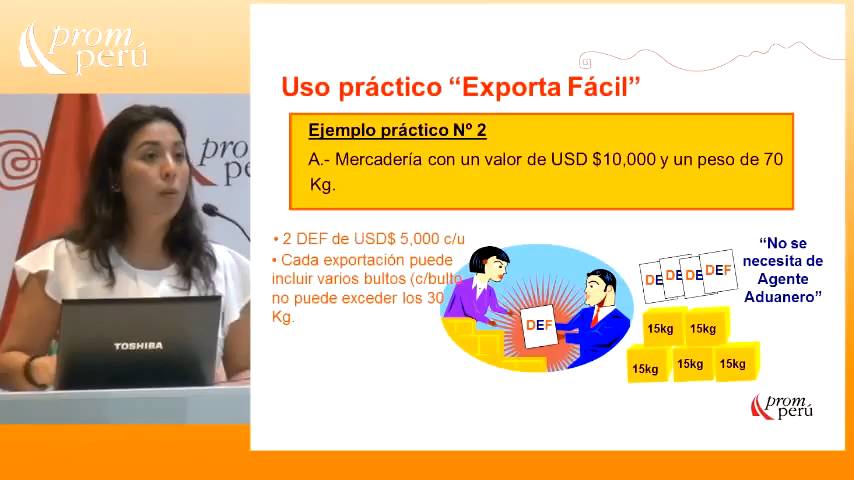 prom
perú
prom
pe
TOSHIBA
Uso práctico “Exporta Fácil”
Ejemplo práctico Nº 2
A.- Mercadería con un valor de USD $10,000 y un peso de 70
Kg.
• 2 DEF de USD$ 5,000 c/u
• Cada exportación puede
incluir varios bultos (c/bulto
no puede exceder los 30
Kg.
DEF
DE
DE
DE
DEF
“No se
necesita de
Agente
Aduanero”
15kg
15kg
15kg
15kg
15kg
prom
perú